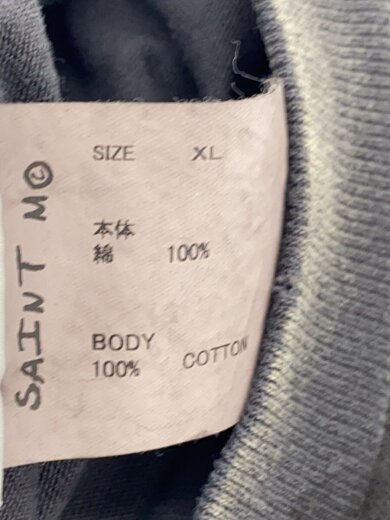 SAINT M©
SIZE XL
本体
綿 100%
BODY
100% COTTON